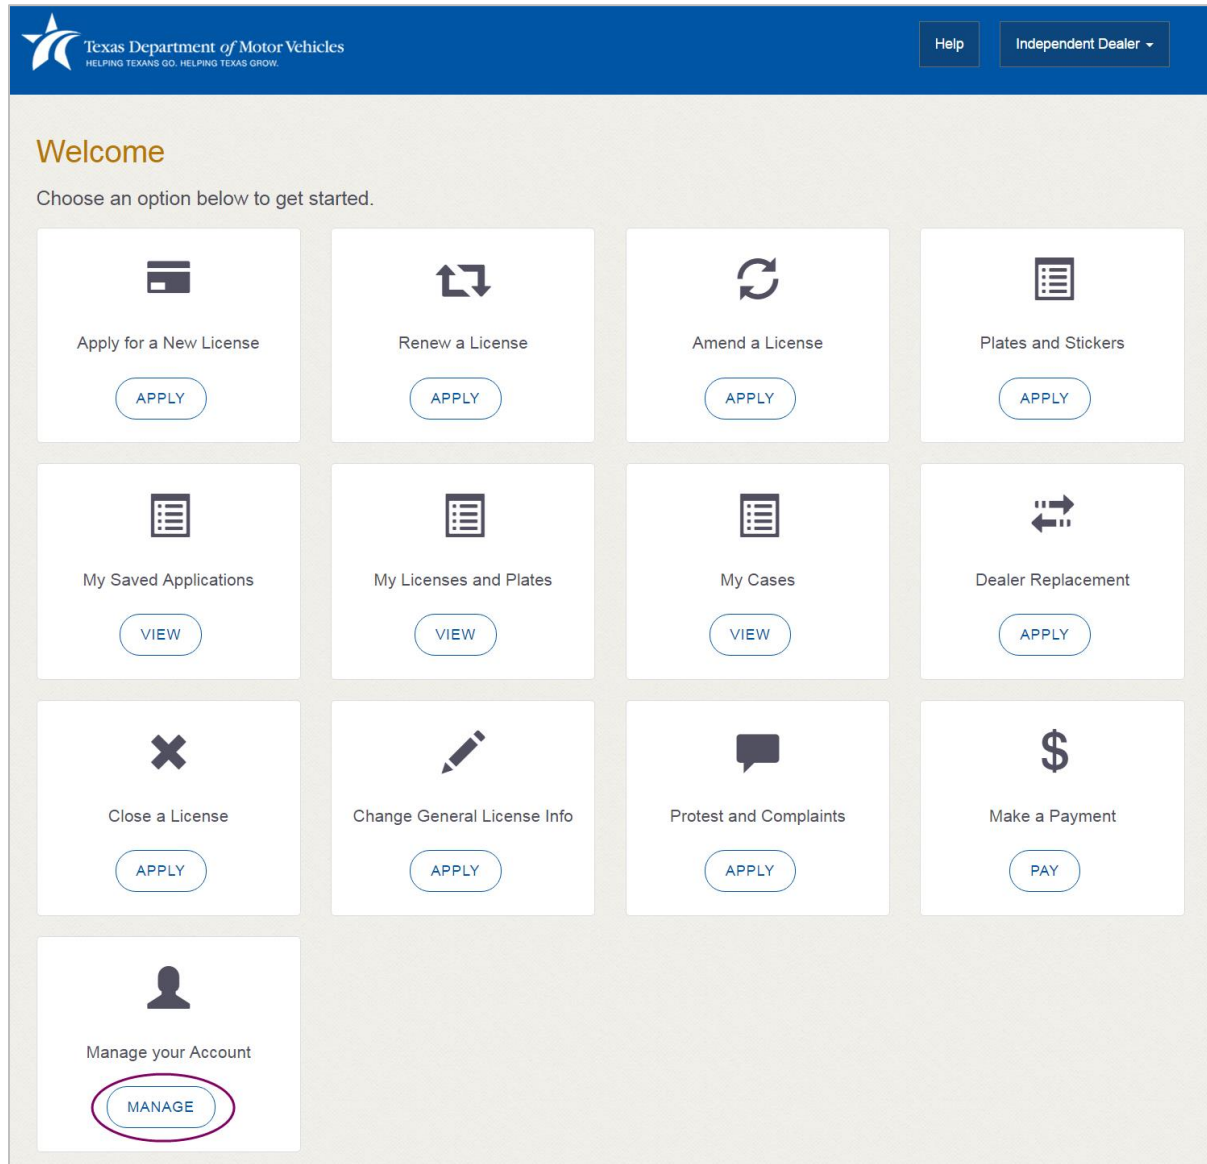 Texas Department of Motor Vehicles
HELPING TEXANS GO. HELPING TEXAS GROW.
Help
Independent Dealer
Welcome
Choose an option below to get started.
Apply for a New License
APPLY
Renew a License
APPLY
Amend a License
APPLY
Plates and Stickers
APPLY
My Saved Applications
VIEW
My Licenses and Plates
VIEW
My Cases
VIEW
Dealer Replacement
APPLY
Close a License
APPLY
Change General License Info
APPLY
Protest and Complaints
APPLY
$
Make a Payment
PAY
Manage your Account
MANAGE